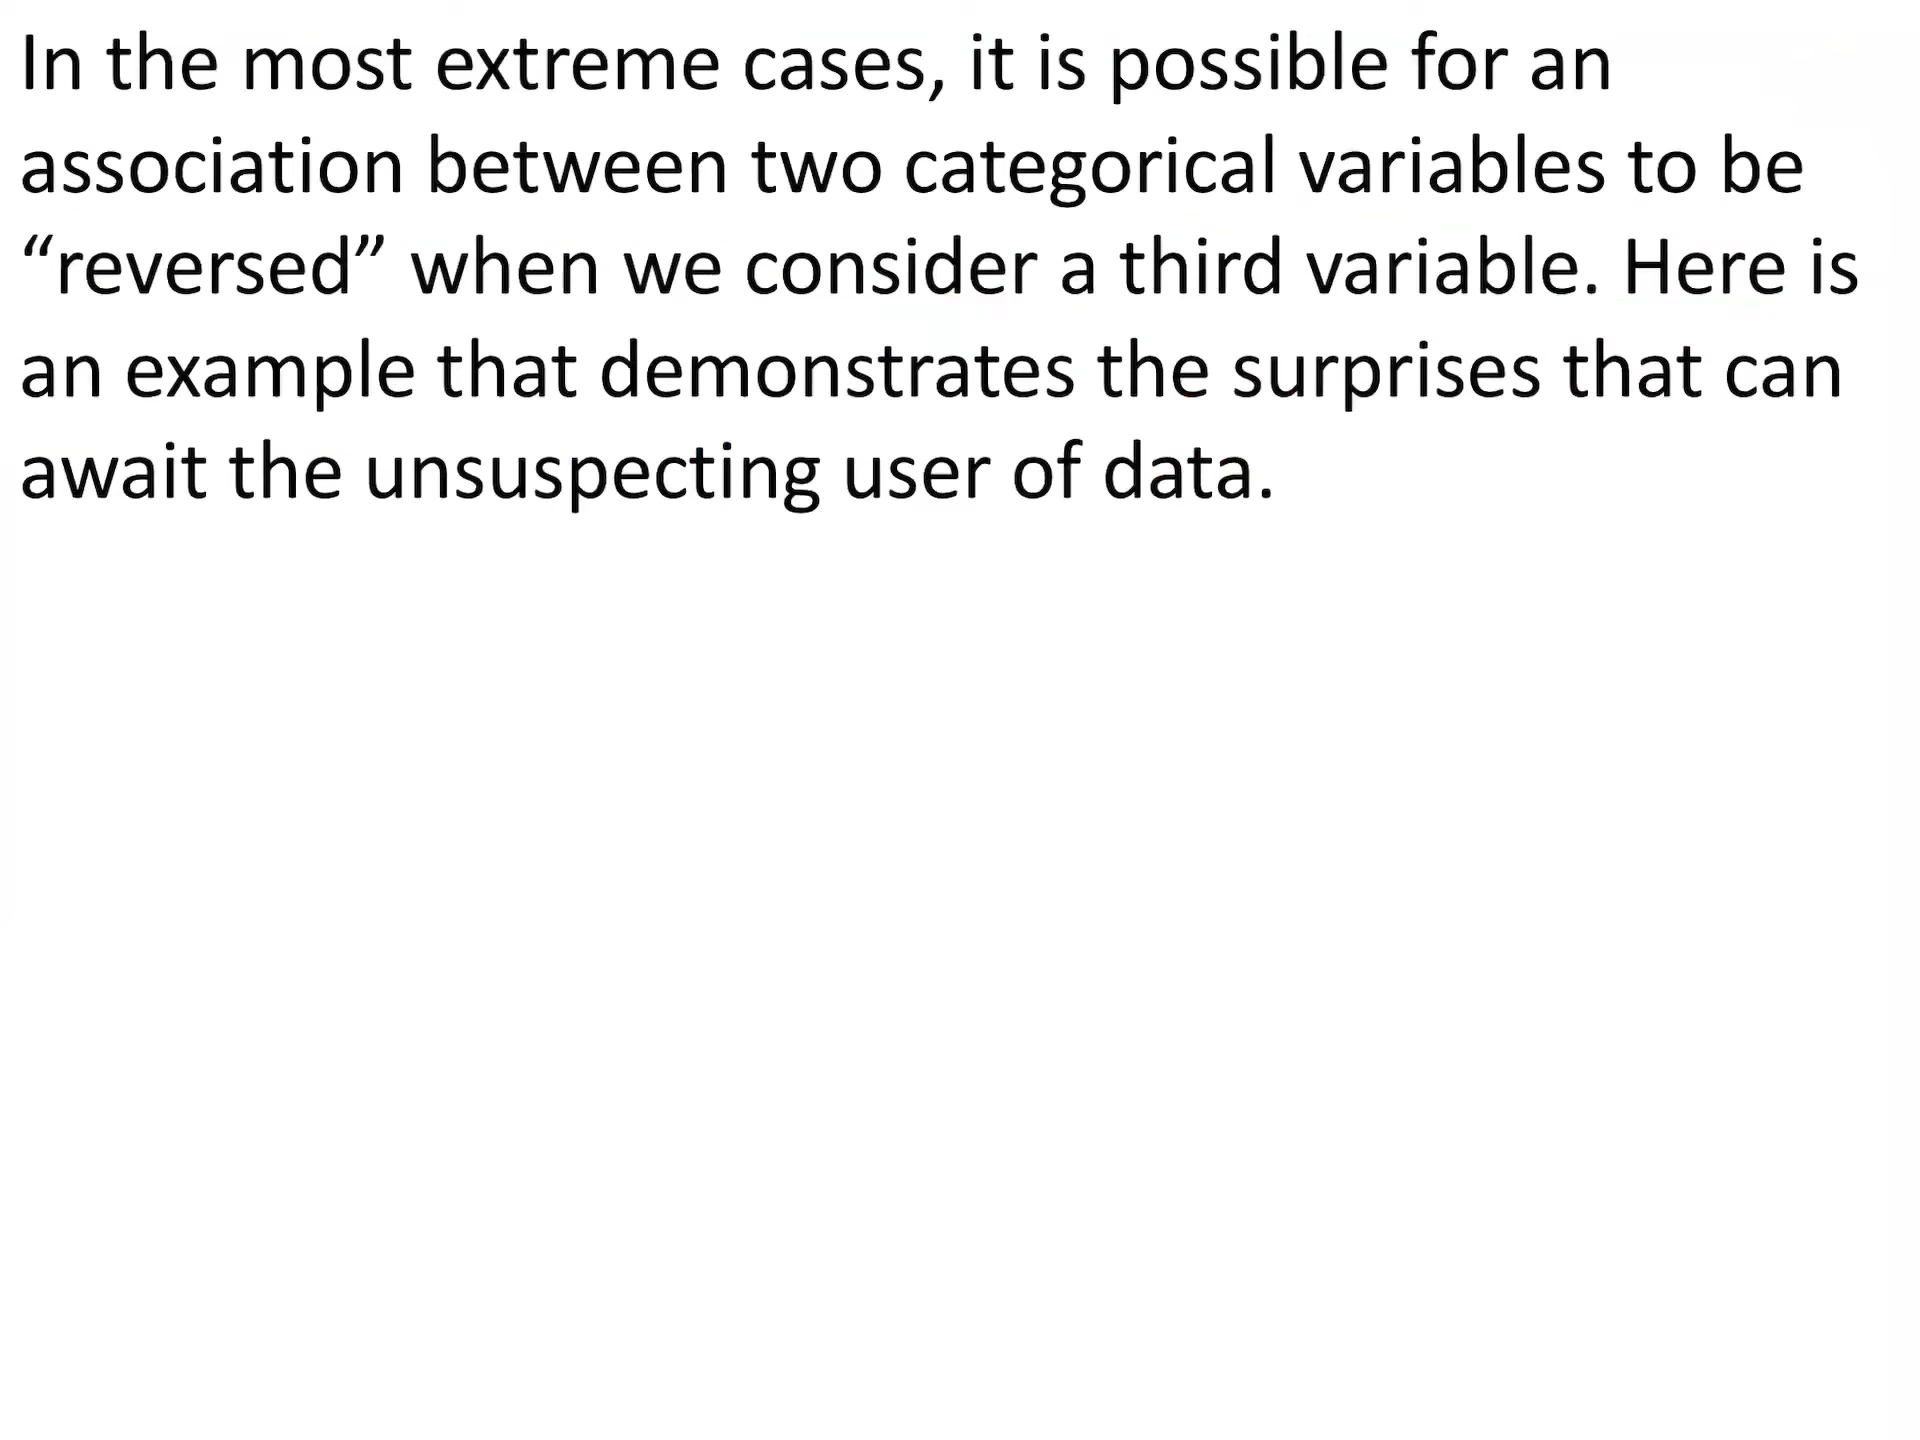 In the most extreme cases, it is possible for an
association between two categorical variables to be
“reversed” when we consider a third variable. Here is
an example that demonstrates the surprises that can
await the unsuspecting user of data.